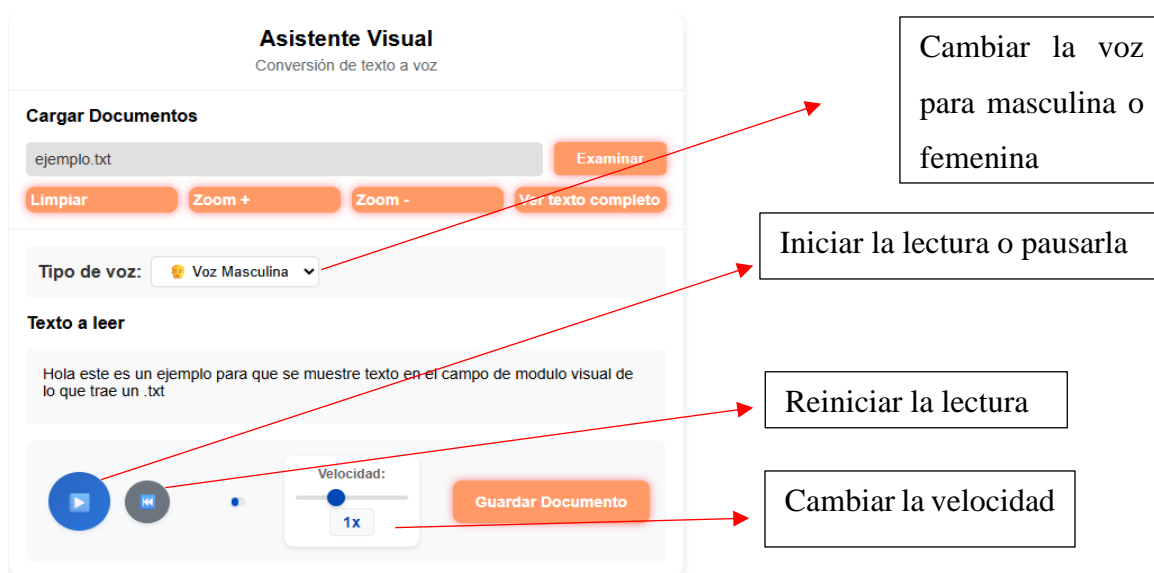 Asistente Visual
Conversión de texto a voz
Cargar Documentos
ejemplo.txt
Examinar
Limpiar
Zoom +
Zoom -
Ver texto completo
Tipo de voz:
Voz Masculina
Texto a leer
Hola este es un ejemplo para que se muestre texto en el campo de modulo visual de
lo que trae un .txt
Velocidad:
1x
Guardar Documento
Cambiar la voz
para masculina o
femenina
Iniciar la lectura o pausarla
Reiniciar la lectura
Cambiar la velocidad